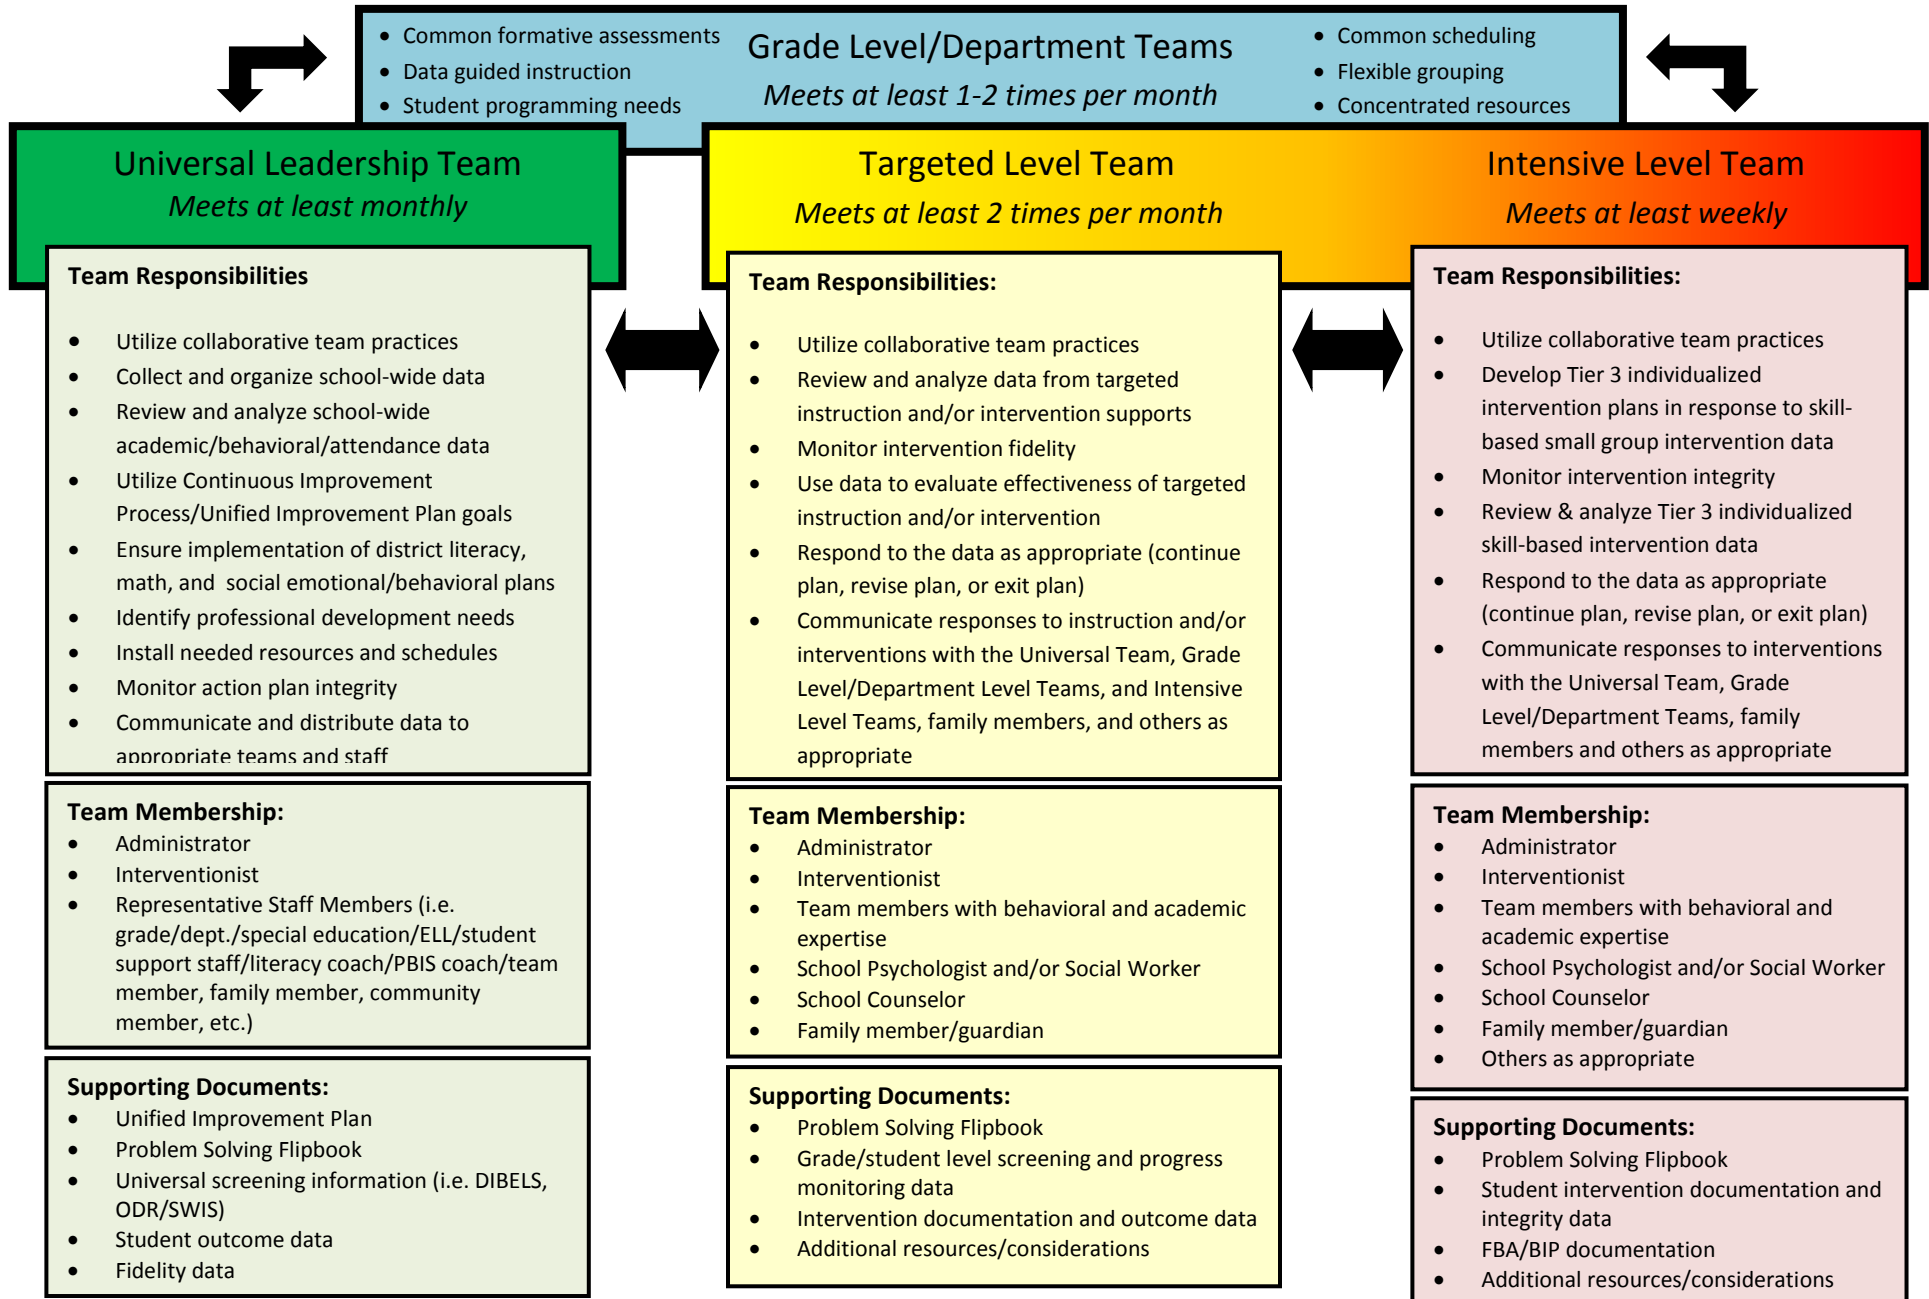 • Common formative assessments
• Data guided instruction
• Student programming needs
Grade Level/Department Teams
Meets at least 1-2 times per month
• Common scheduling
• Flexible grouping
• Concentrated resources
Universal Leadership Team
Meets at least monthly
Team Responsibilities
• Utilize collaborative team practices
• Collect and organize school-wide data
• Review and analyze school-wide
academic/behavioral/attendance data
• Utilize Continuous Improvement
Process/Unified Improvement Plan goals
• Ensure implementation of district literacy,
math, and social emotional/behavioral plans
• Identify professional development needs
• Install needed resources and schedules
• Monitor action plan integrity
• Communicate and distribute data to
appropriate teams and staff
Team Membership:
• Administrator
• Interventionist
• Representative Staff Members (i.e.
grade/dept./special education/ELL/student
support staff/literacy coach/PBIS coach/team
member, family member, community
member, etc.)
Supporting Documents:
• Unified Improvement Plan
• Problem Solving Flipbook
• Universal screening information (i.e. DIBELS,
ODR/SWIS)
• Student outcome data
• Fidelity data
Targeted Level Team
Meets at least 2 times per month
Team Responsibilities:
• Utilize collaborative team practices
• Review and analyze data from targeted
instruction and/or intervention supports
• Monitor intervention fidelity
• Use data to evaluate effectiveness of targeted
instruction and/or intervention
• Respond to the data as appropriate (continue
plan, revise plan, or exit plan)
• Communicate responses to instruction and/or
interventions with the Universal Team, Grade
Level/Department Level Teams, and Intensive
Level Teams, family members, and others as
appropriate
Team Membership:
• Administrator
• Interventionist
• Team members with behavioral and academic
expertise
• School Psychologist and/or Social Worker
• School Counselor
• Family member/guardian
Supporting Documents:
• Problem Solving Flipbook
• Grade/student level screening and progress
monitoring data
• Intervention documentation and outcome data
• Additional resources/considerations
Intensive Level Team
Meets at least weekly
Team Responsibilities:
• Utilize collaborative team practices
• Develop Tier 3 individualized
intervention plans in response to skill-
based small group intervention data
• Monitor intervention integrity
• Review & analyze Tier 3 individualized
skill-based intervention data
• Respond to the data as appropriate
(continue plan, revise plan, or exit plan)
• Communicate responses to interventions
with the Universal Team, Grade
Level/Department Teams, family
members and others as appropriate
Team Membership:
• Administrator
• Interventionist
• Team members with behavioral and
academic expertise
• School Psychologist and/or Social Worker
• School Counselor
• Family member/guardian
• Others as appropriate
Supporting Documents:
• Problem Solving Flipbook
• Student intervention documentation and
integrity data
• FBA/BIP documentation
• Additional resources/considerations